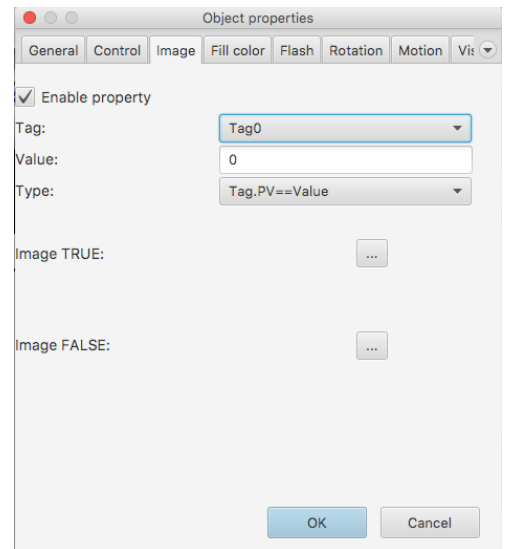 Object properties
General Control Image Fill color Flash Rotation Motion
Enable property
Tag: Tag0
Value: 0
Type: Tag.PV==Value
Image TRUE: ...
Image FALSE: ...
OK Cancel